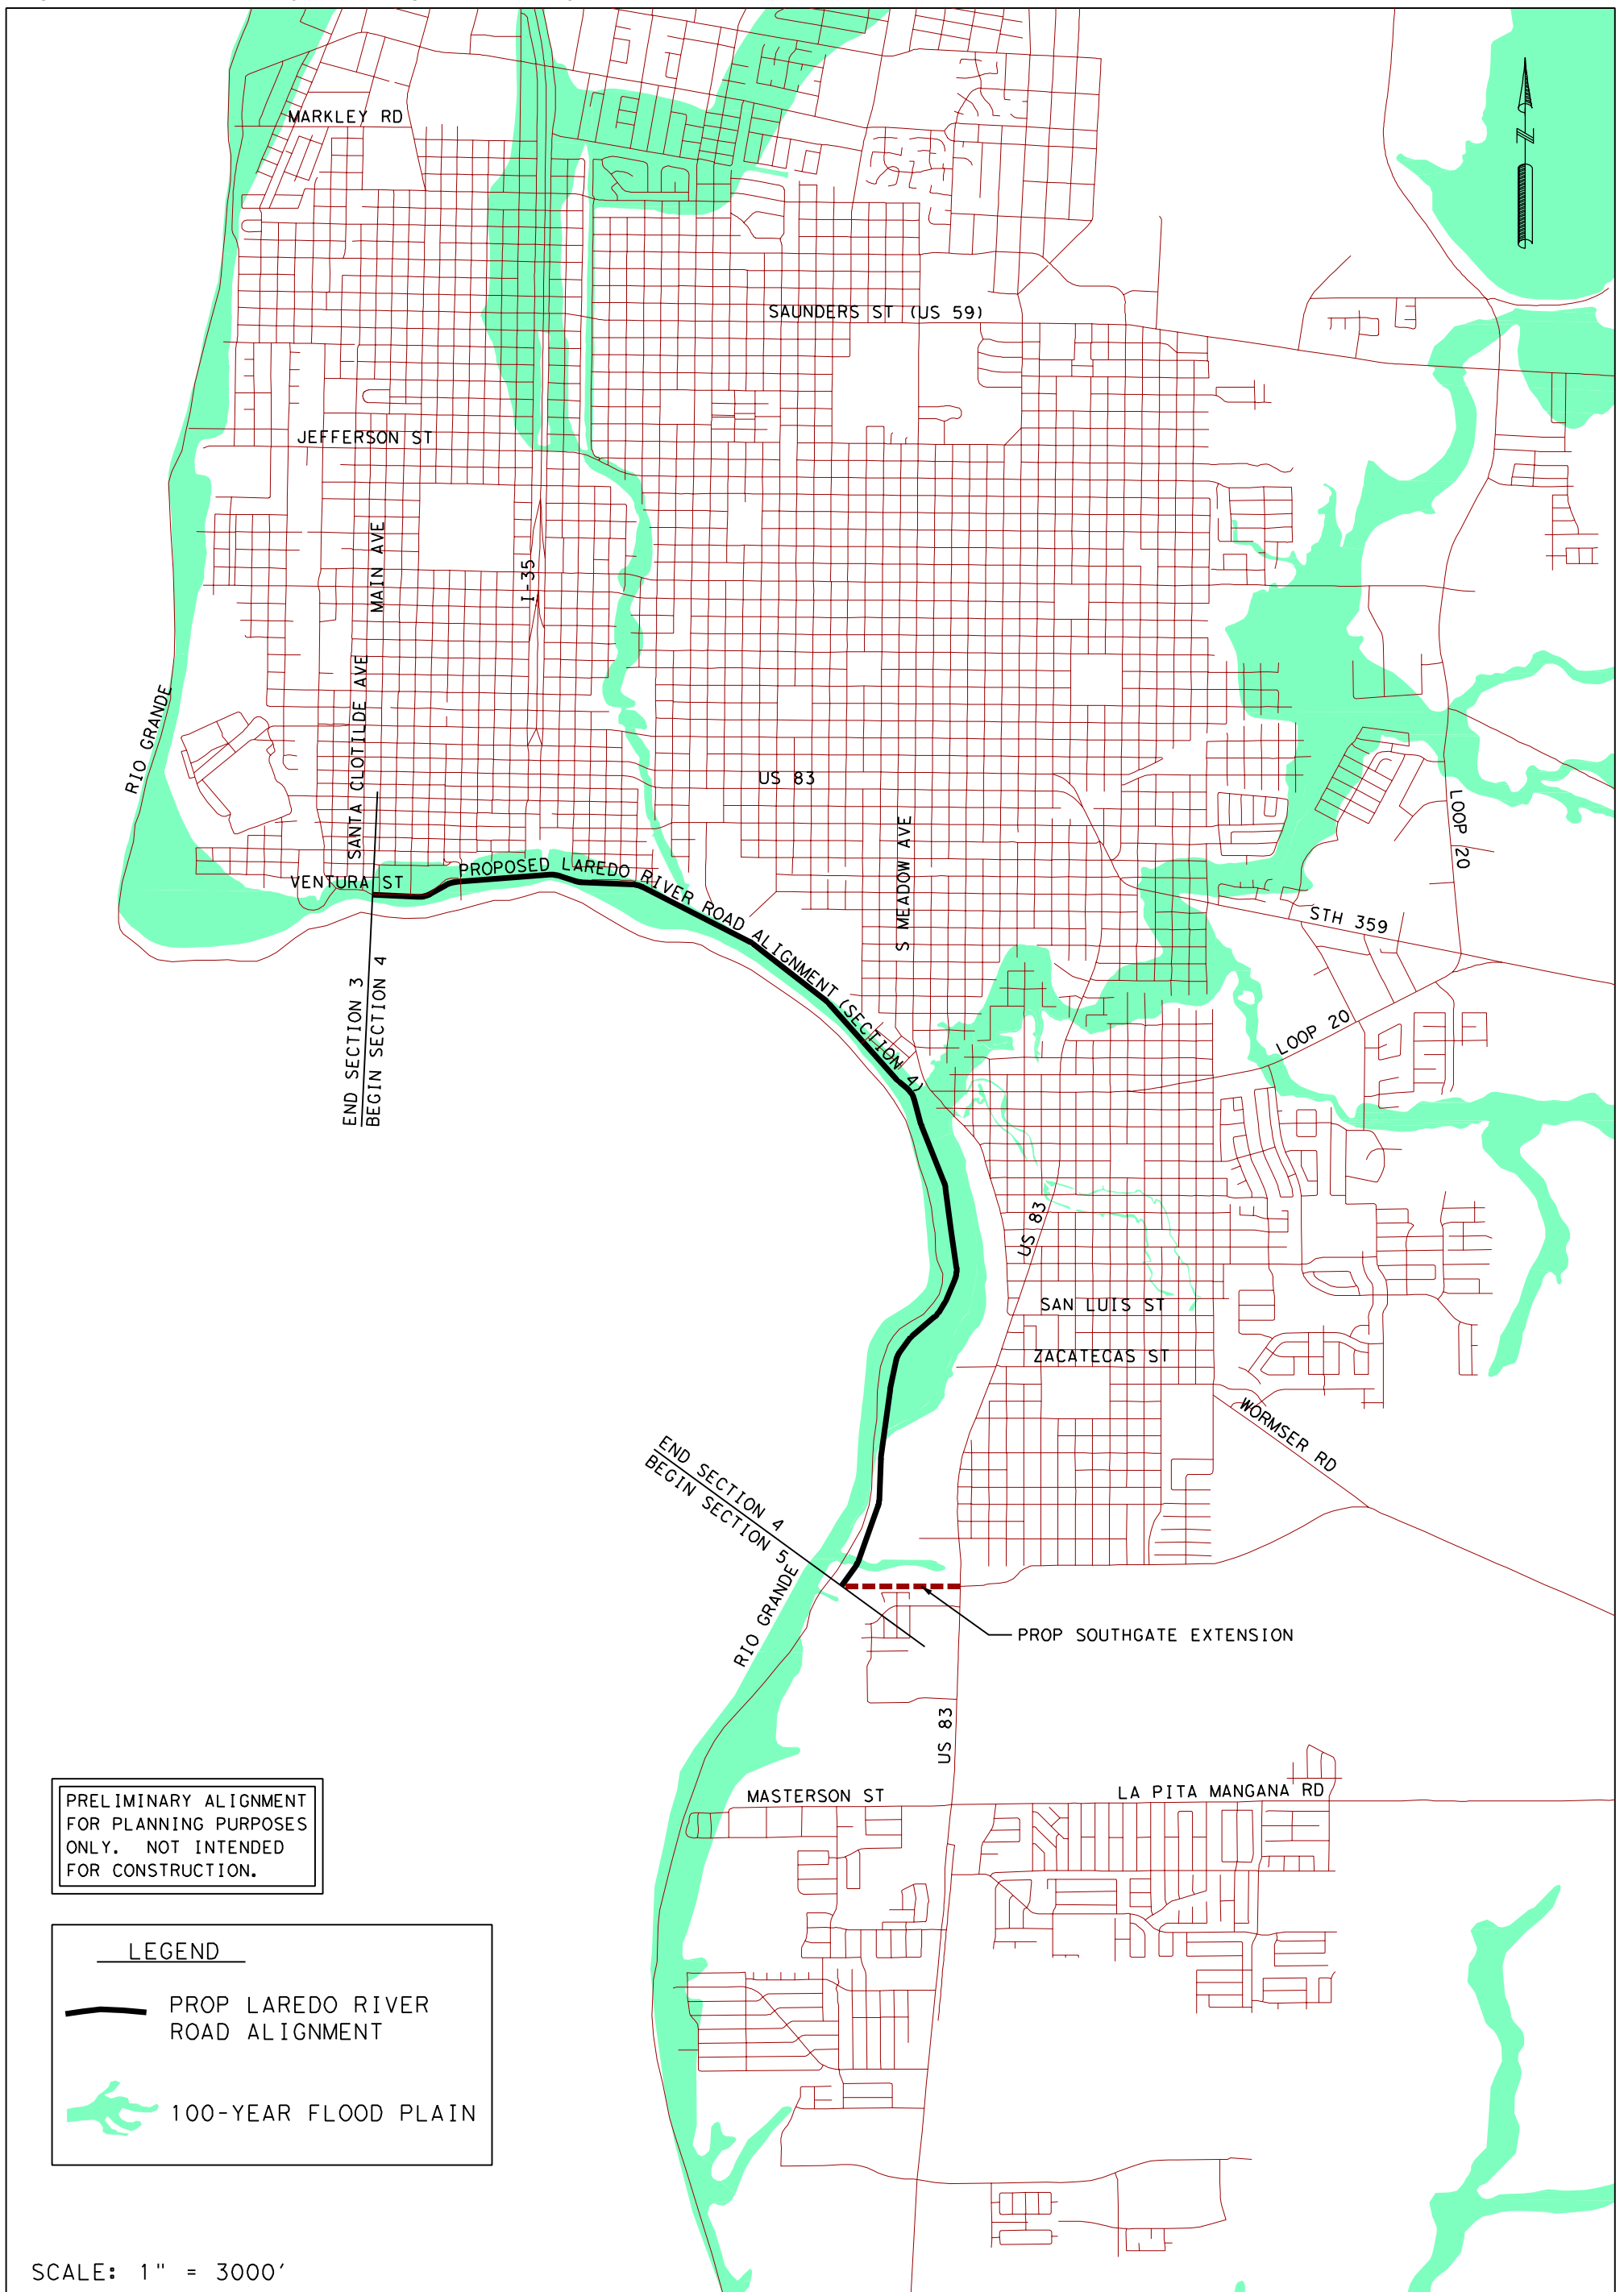 MARKLEY RD
N
SAUNDERS ST (US 59)
JEFFERSON ST
MAIN AVE
I-35
SANTA CLOTILDE AVE
RIO GRANDE
US 83
S MEADOW AVE
LOOP 20
VENTURA ST
PROPOSED LAREDO RIVER ROAD ALIGNMENT (SECTION 4)
STH 359
END SECTION 3
BEGIN SECTION 4
LOOP 20
US 83
SAN LUIS ST
ZACATECAS ST
WORMSER RD
END SECTION 4
BEGIN SECTION 5
RIO GRANDE
PROP SOUTHGATE EXTENSION
US 83
MASTERSON ST
LA PITA MANGANA RD
PRELIMINARY ALIGNMENT
FOR PLANNING PURPOSES
ONLY. NOT INTENDED
FOR CONSTRUCTION.
LEGEND
PROP LAREDO RIVER
ROAD ALIGNMENT
100-YEAR FLOOD PLAIN
SCALE: 1" = 3000'